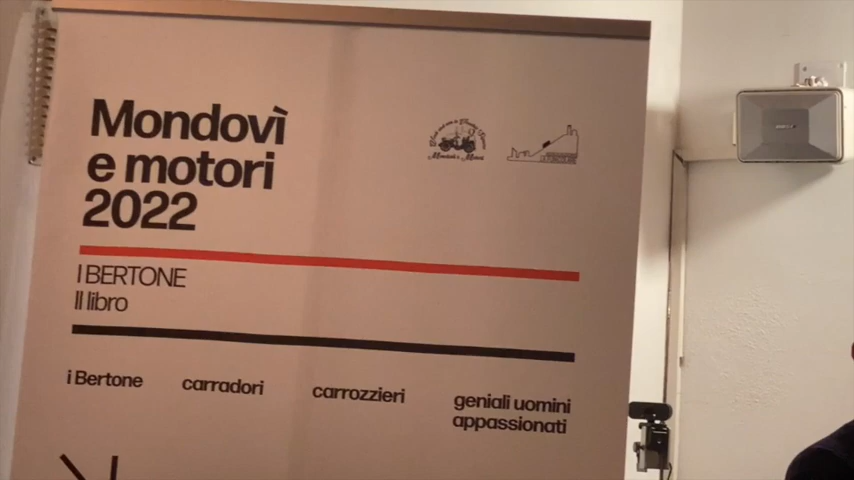 Mondovì
e motori
2022
I BERTONE
Il libro
i Bertone
carradori
carrozzieri
geniali uomini
appassionati